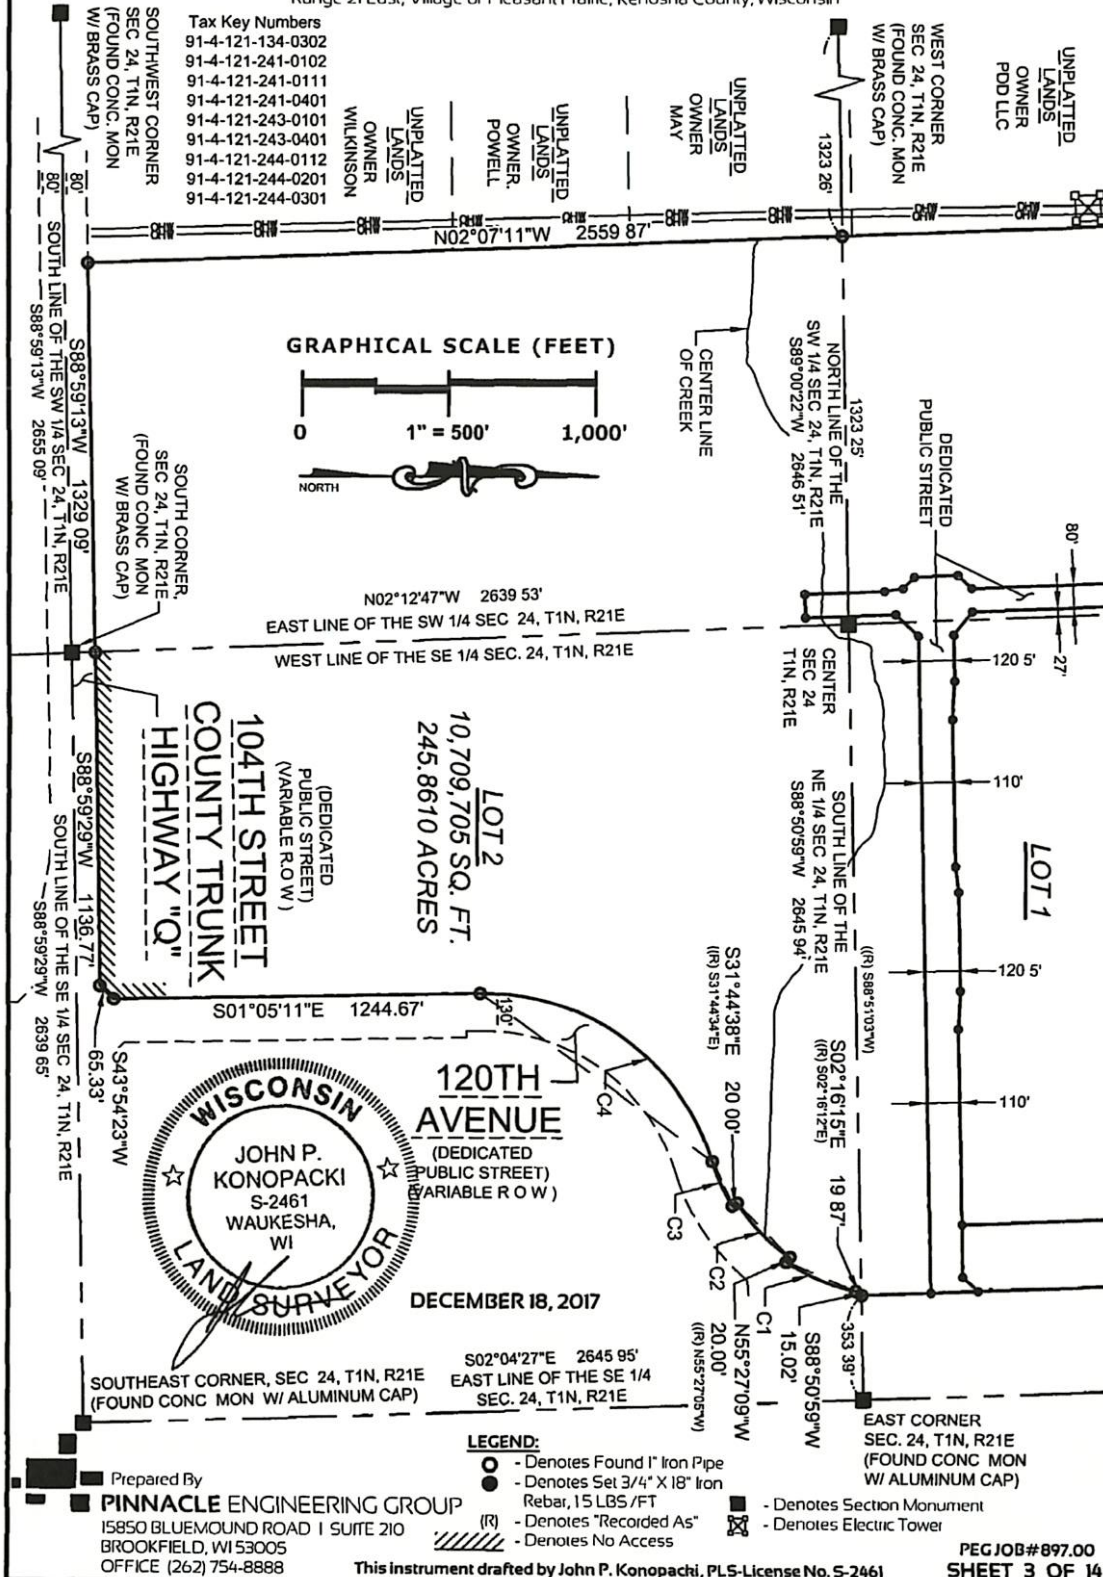 Range 21 East, Village of Pleasant Prairie, Kenosha County, Wisconsin
Tax Key Numbers
91-4-121-134-0302
91-4-121-241-0102
91-4-121-241-0111
91-4-121-241-0401
91-4-121-243-0101
91-4-121-243-0401
91-4-121-244-0112
91-4-121-244-0201
91-4-121-244-0301
SOUTHWEST CORNER
SEC 24, T1N, R21E
(FOUND CONC. MON
W/ BRASS CAP)
UNPLATTED
LANDS
OWNER
WILKINSON
UNPLATTED
LANDS
OWNER.
POWELL
UNPLATTED
LANDS
OWNER
MAY
1323 26'
WEST CORNER
SEC 24, T1N, R21E
(FOUND CONC. MON
W/ BRASS CAP)
UNPLATTED
LANDS
OWNER
PDD LLC
80'
80'
OHW
OHW
OHW
OHW
OHW
OHW
OHW
OHW
OHW
N02°07'11"W 2559 87'
SOUTH LINE OF THE SW 1/4 SEC 24, T1N, R21E
S88°59'13"W 2655 09'
S88°59'13"W 1329 09'
GRAPHICAL SCALE (FEET)
0
1" = 500'
1,000'
NORTH
CENTER LINE
OF CREEK
1323 25'
NORTH LINE OF THE
SW 1/4 SEC 24, T1N, R21E
S89°00'22"W 2646 51'
DEDICATED
PUBLIC STREET
80'
27'
SOUTH CORNER,
SEC 24, T1N, R21E
(FOUND CONC MON
W/ BRASS CAP)
N02°12'47"W 2639 53'
EAST LINE OF THE SW 1/4 SEC 24, T1N, R21E
WEST LINE OF THE SE 1/4 SEC. 24, T1N, R21E
CENTER
SEC 24
T1N, R21E
120 5'
110'
LOT 1
120 5'
110'
104TH STREET
COUNTY TRUNK
HIGHWAY "Q"
(DEDICATED
PUBLIC STREET)
(VARIABLE R.O W)
LOT 2
10,709,705 SQ. FT.
245.8610 ACRES
SOUTH LINE OF THE
NE 1/4 SEC 24, T1N, R21E
S88°50'59"W 2645 94'
((R) S88°51'03"W)
S88°59'29"W 1136.77'
SOUTH LINE OF THE SE 1/4 SEC 24, T1N, R21E
S88°59'29"W 2639 65'
S01°05'11"E 1244.67'
65.33'
S43°54'23"W
130'
S31°44'38"E 20 00'
((R) S31°44'34"E)
S02°16'15"E 19 87'
((R) S02°16'12"E)
C4
C3
C2
C1
120TH
AVENUE
(DEDICATED
PUBLIC STREET)
(VARIABLE R O W)
N55°27'09"W
20.00'
((R) N55°27'05"W)
S88°50'59"W
15.02'
353 39'
WISCONSIN
JOHN P.
KONOPACKI
S-2461
WAUKESHA,
WI
LAND SURVEYOR
DECEMBER 18, 2017
SOUTHEAST CORNER, SEC 24, T1N, R21E
(FOUND CONC MON W/ ALUMINUM CAP)
S02°04'27"E 2645 95'
EAST LINE OF THE SE 1/4
SEC. 24, T1N, R21E
EAST CORNER
SEC. 24, T1N, R21E
(FOUND CONC MON
W/ ALUMINUM CAP)
LEGEND:
- Denotes Found 1" Iron Pipe
- Denotes Set 3/4" X 18" Iron
Rebar, 1 5 LBS /FT
(R) - Denotes "Recorded As"
- Denotes No Access
- Denotes Section Monument
- Denotes Electric Tower
Prepared By
PINNACLE ENGINEERING GROUP
15850 BLUEMOUND ROAD | SUITE 210
BROOKFIELD, WI 53005
OFFICE (262) 754-8888
This instrument drafted by John P. Konopacki, PLS-License No. S-2461
PEG JOB#897.00
SHEET 3 OF 14